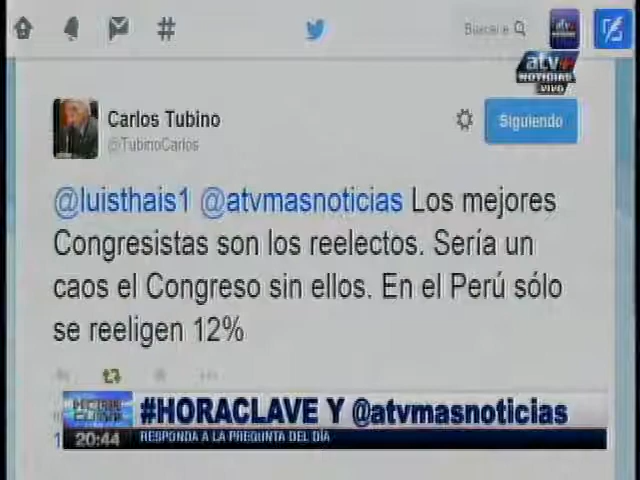 #
Buscar e
atv+
NOTICIAS
VIVO
Carlos Tubino
@TubinoCarlos
Siguiendo
@luisthais1 @atvmasnoticias Los mejores
Congresistas son los reelectos. Sería un
caos el Congreso sin ellos. En el Perú sólo
se reeligen 12%
HORA
CLAVE
#HORACLAVE Y @atvmasnoticias
20:44
RESPONDA A LA PREGUNTA DEL DÍA